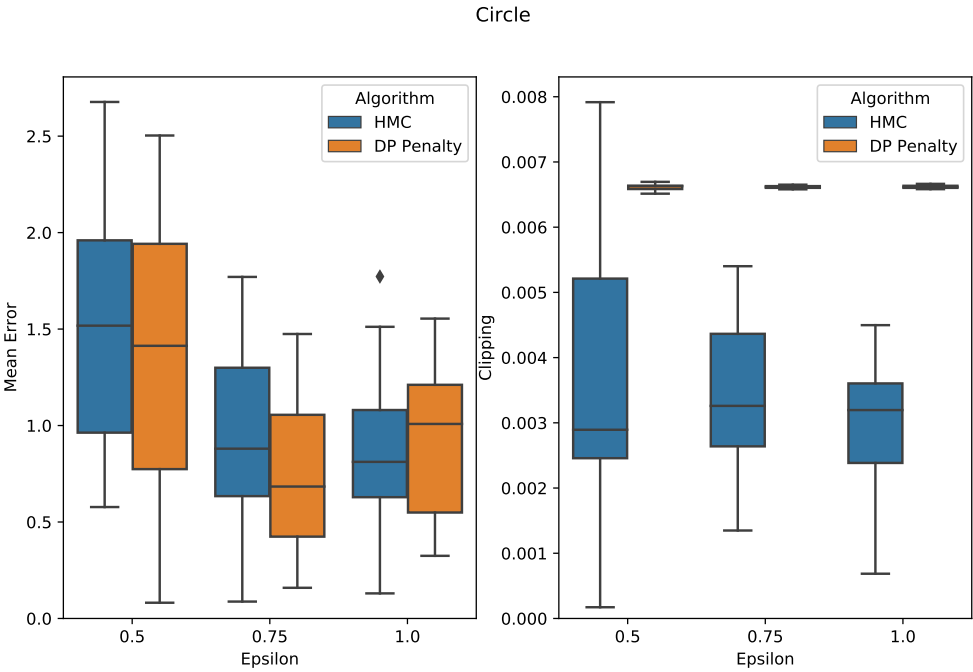 Circle
Mean Error
2.5
2.0
1.5
1.0
0.5
0.0
Algorithm
HMC
DP Penalty
0.5 0.75 1.0
Epsilon
Clipping
0.008
0.007
0.006
0.005
0.004
0.003
0.002
0.001
0.000
Algorithm
HMC
DP Penalty
0.5 0.75 1.0
Epsilon